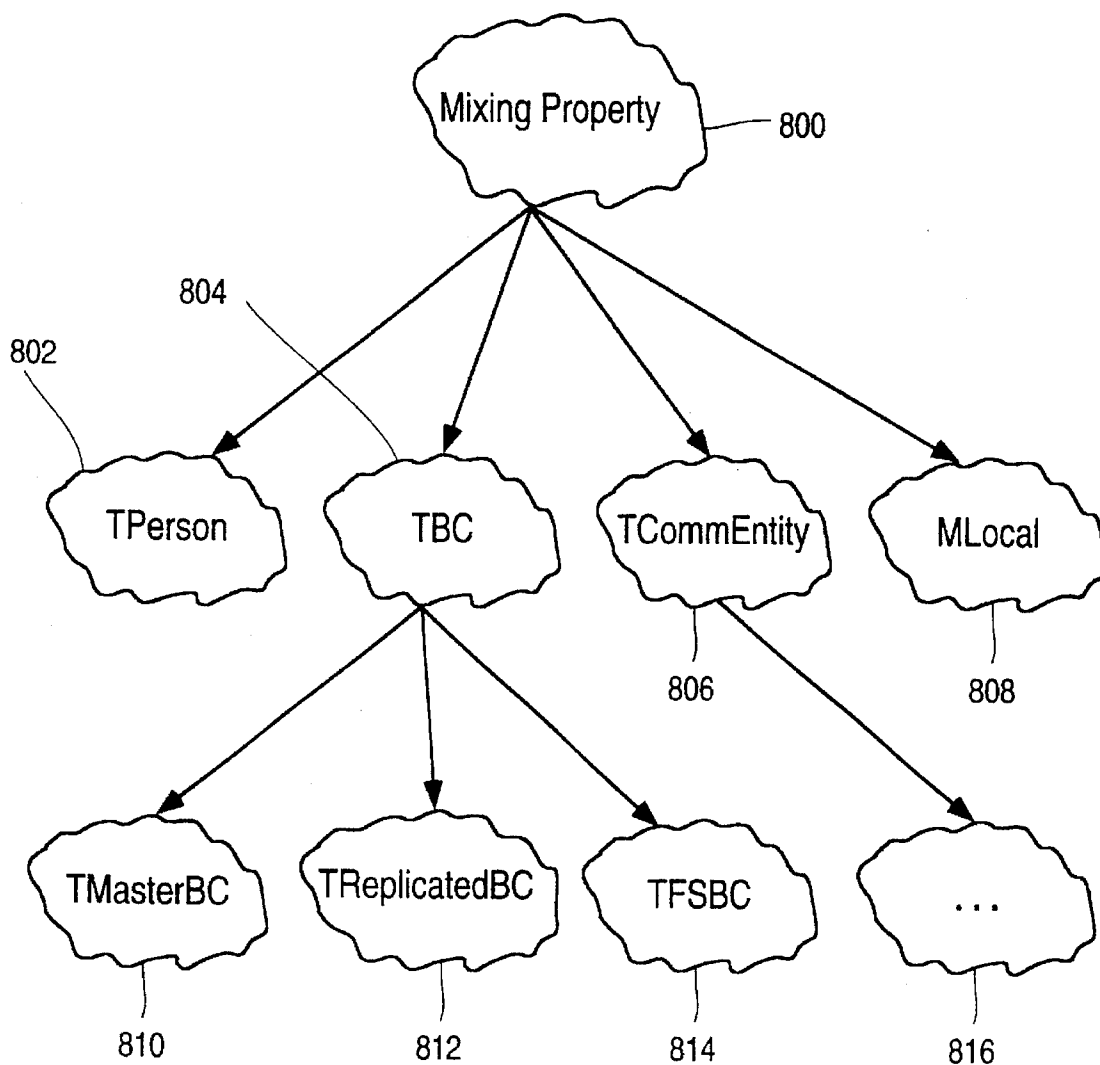 Mixing Property
800
804
802
TPerson
TBC
TCommEntity
MLocal
806
808
TMasterBC
TReplicatedBC
TFSBC
...
810
812
814
816